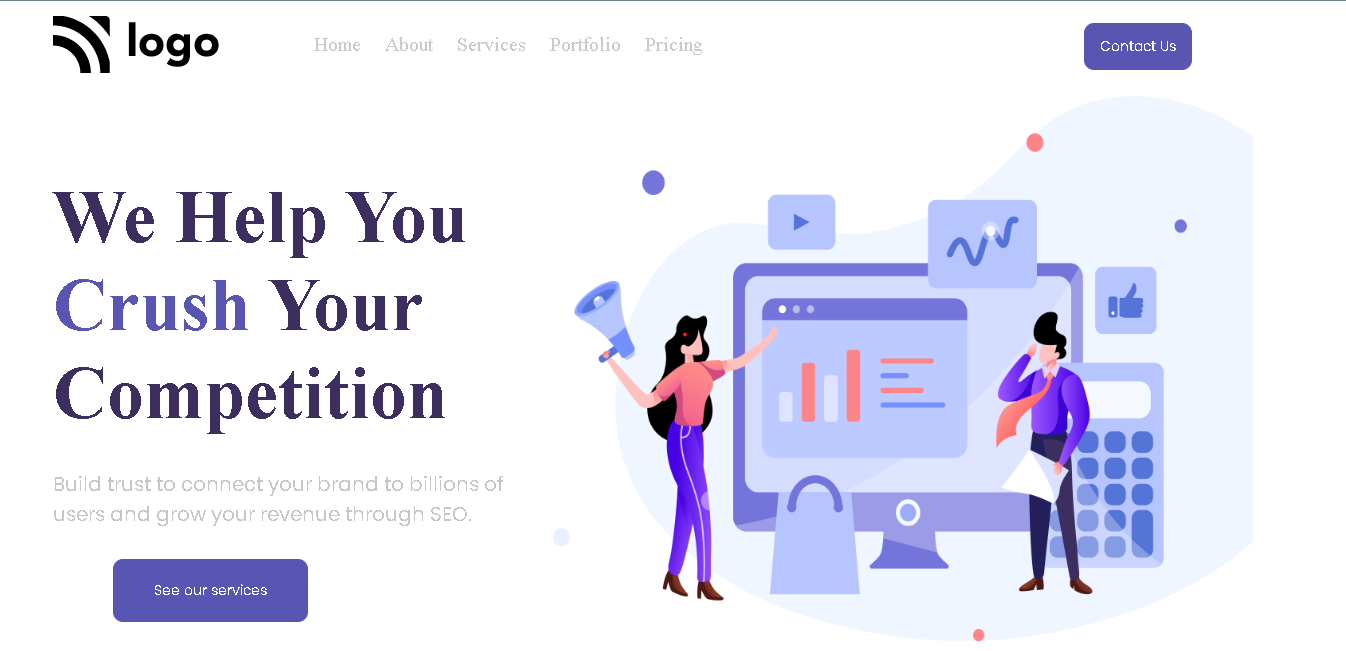 logo
Home About Services Portfolio Pricing
Contact Us
We Help You
Crush Your
Competition
Build trust to connect your brand to billions of
users and grow your revenue through SEO.
See our services